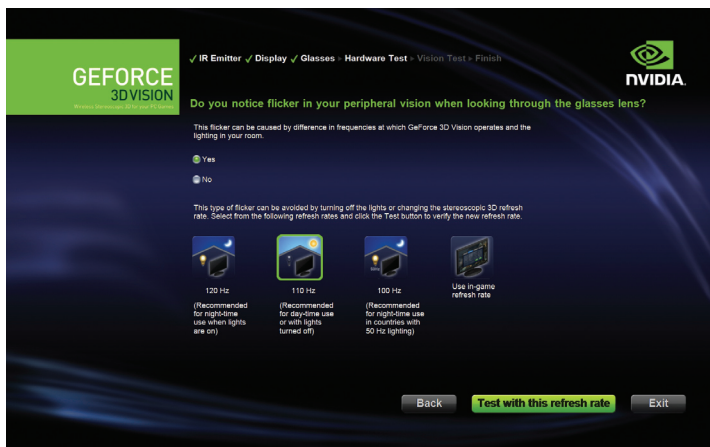 ✓ IR Emitter ✓ Display ✓ Glasses » Hardware Test » Vision Test » Finish
GEFORCE
3D VISION
Wireless Stereoscopic 3D for your PC Games
NVIDIA.
Do you notice flicker in your peripheral vision when looking through the glasses lens?
This flicker can be caused by difference in frequencies at which GeForce 3D Vision operates and the
lighting in your room.
Yes
No
This type of flicker can be avoided by turning off the lights or changing the stereoscopic 3D refresh
rate. Select from the following refresh rates and click the Test button to verify the new refresh rate.
120 Hz
(Recommended
for night-time
use when lights
are on)
110 Hz
(Recommended
for day-time use
or with lights
turned off)
100 Hz
(Recommended
for night-time use
in countries with
50 Hz lighting)
Use in-game
refresh rate
Back
Test with this refresh rate
Exit